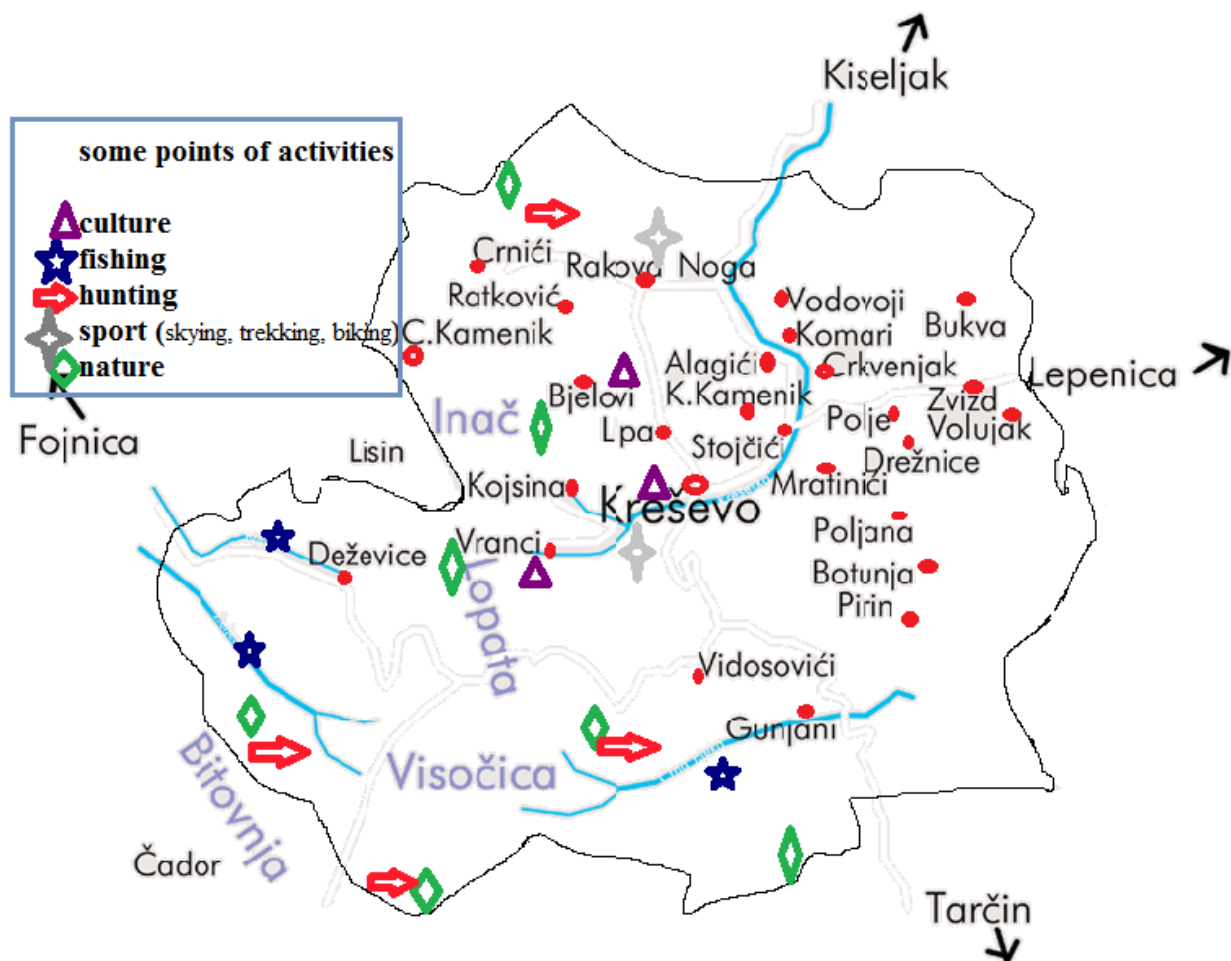 Kiseljak
some points of activities
culture
fishing
hunting
sport (skying, trekking, biking)
nature
Crnići
Rakova Noga
Ratković
Vodovoji
Bukva
C.Kamenik
Komari
Alagići
Crkvenjak
Lepenica
Bjelovi
K.Kamenik
Zvizd
Inač
Polje
Volujak
Fojnica
Lpa
Stojčići
Lisin
Drežnice
Kojsina
Mratinići
Kreševo
Poljana
Vranci
Deževice
Botunja
Lopata
Pirin
Vidosovići
Gunjani
Bitovnja
Visočica
Čador
Tarčin